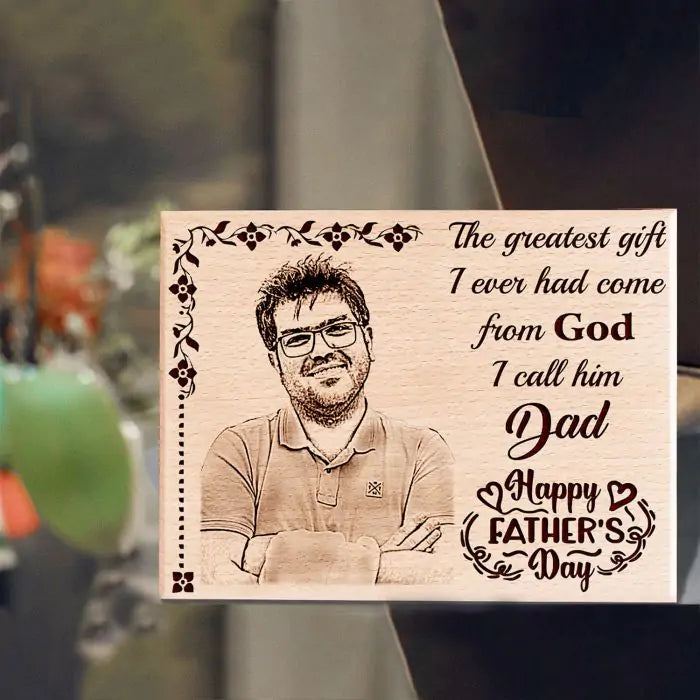 The greatest gift
I ever had come
from God
I call him
Dad
Happy
FATHER'S
Day